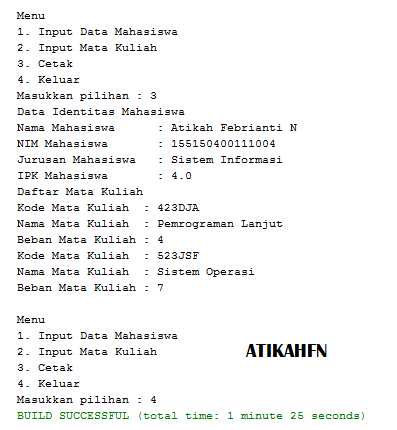 Menu
1. Input Data Mahasiswa
2. Input Mata Kuliah
3. Cetak
4. Keluar
Masukkan pilihan : 3
Data Identitas Mahasiswa
Nama Mahasiswa : Atikah Febrianti N
NIM Mahasiswa : 155150400111004
Jurusan Mahasiswa : Sistem Informasi
IPK Mahasiswa : 4.0
Daftar Mata Kuliah
Kode Mata Kuliah : 423DJA
Nama Mata Kuliah : Pemrograman Lanjut
Beban Mata Kuliah : 4
Kode Mata Kuliah : 523JSF
Nama Mata Kuliah : Sistem Operasi
Beban Mata Kuliah : 7
Menu
1. Input Data Mahasiswa
2. Input Mata Kuliah
ATIKAHFN
3. Cetak
4. Keluar
Masukkan pilihan : 4
BUILD SUCCESSFUL (total time: 1 minute 25 seconds)